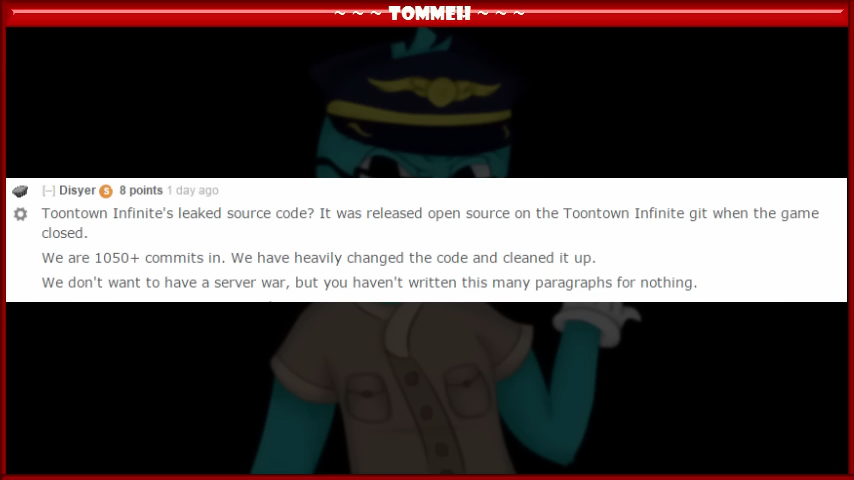 ~ ~ ~ TOMMEH ~ ~ ~
[–] Disyer S 8 points 1 day ago
Toontown Infinite's leaked source code? It was released open source on the Toontown Infinite git when the game
closed.
We are 1050+ commits in. We have heavily changed the code and cleaned it up.
We don't want to have a server war, but you haven't written this many paragraphs for nothing.